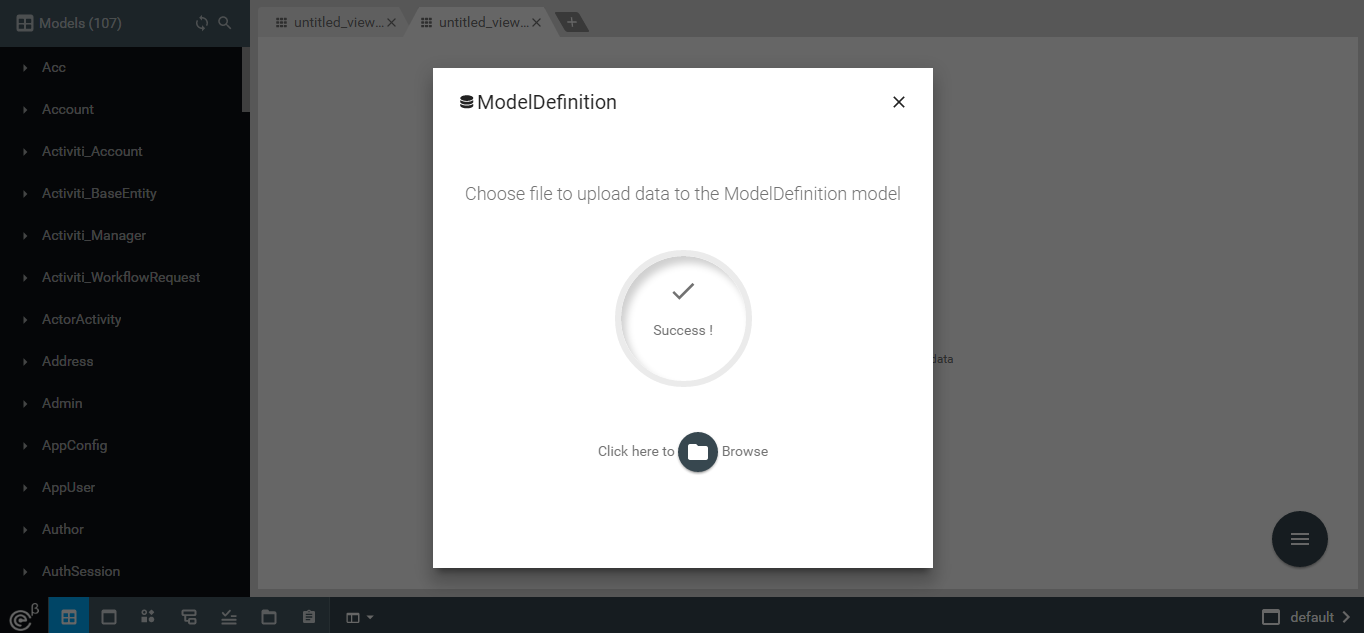 Models (107)
untitled_view...
untitled_view...
Acc
Account
Activiti_Account
Activiti_BaseEntity
Activiti_Manager
Activiti_WorkflowRequest
ActorActivity
Address
Admin
AppConfig
AppUser
Author
AuthSession
ModelDefinition
Choose file to upload data to the ModelDefinition model
Success !
data
Click here to Browse
e β
default